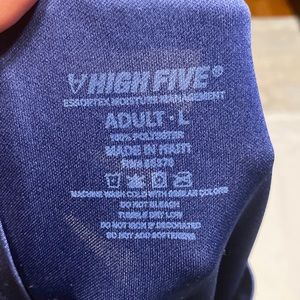 HIGH FIVE®
ESSORTEX MOISTURE MANAGEMENT
ADULT · L
100% POLYESTER
MADE IN HAITI
MACHINE WASH COLD WITH SIMILAR COLORS
DO NOT BLEACH
TUMBLE DRY LOW
DO NOT IRON IF DECORATED
DO NOT ADD SOFTENERS